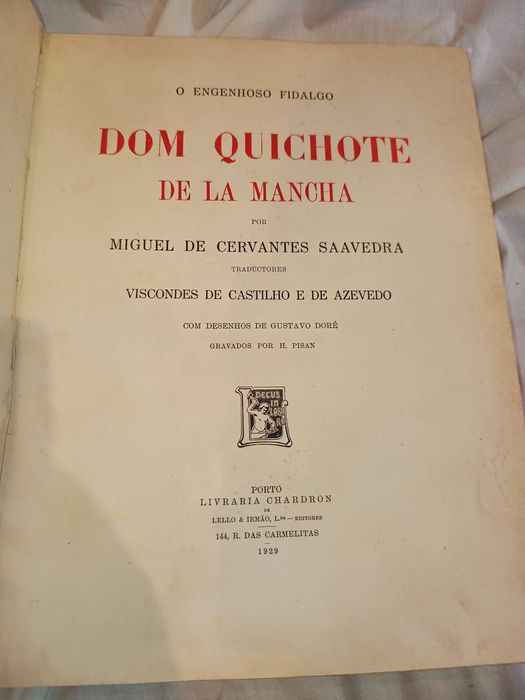 O ENGENHOSO FIDALGO
DOM QUICHOTE
DE LA MANCHA
POR
MIGUEL DE CERVANTES SAAVEDRA
TRADUCTORES
VISCONDES DE CASTILHO E DE AZEVEDO
COM DESENHOS DE GUSTAVO DORÉ
GRAVADOS POR H. PISAN
DECUS
IN
LABO
RE
PORTO
LIVRARIA CHARDRON
DE
LELLO & IRMÃO, L.DA — EDITORES
144, R. DAS CARMELITAS
1929